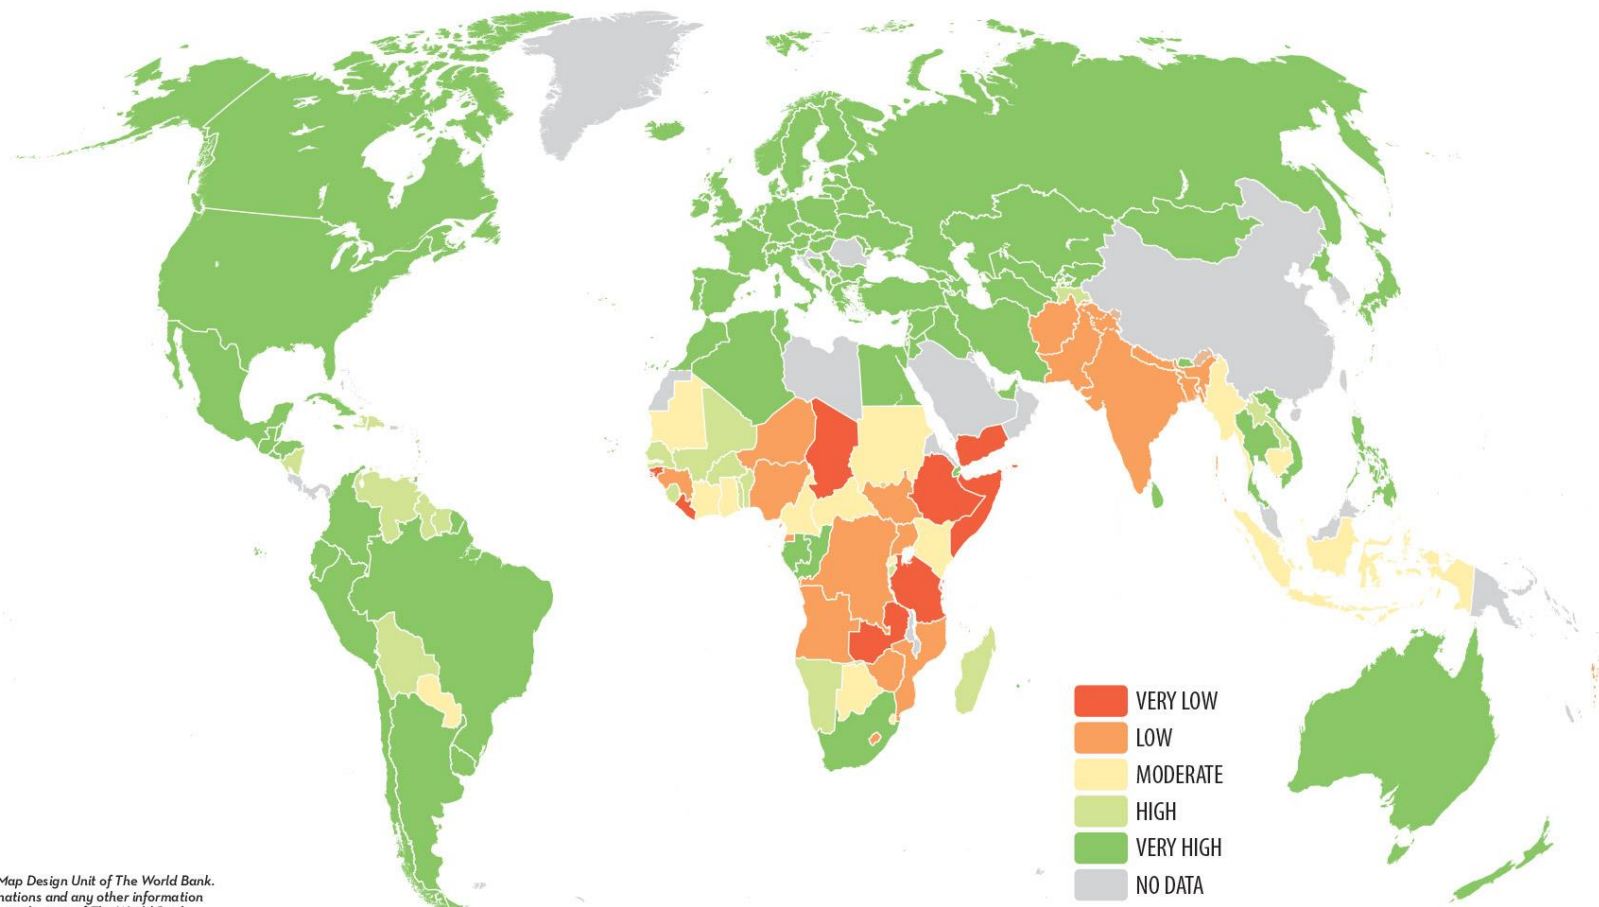 VERY LOW
LOW
MODERATE
HIGH
VERY HIGH
NO DATA
Map Design Unit of The World Bank.
nations and any other information